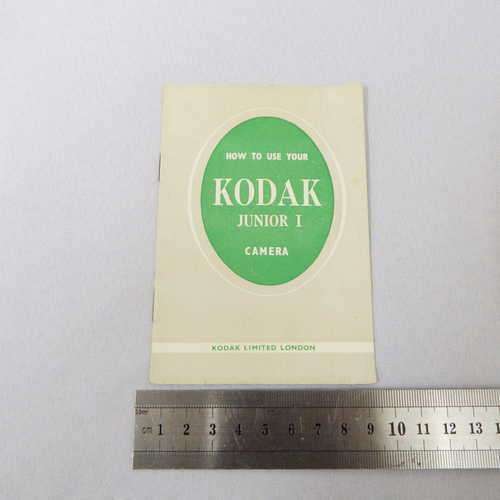 HOW TO USE YOUR
KODAK
JUNIOR I
CAMERA
KODAK LIMITED LONDON
cm 1 2 3 4 5 6 7 8 9 10 11 12 13